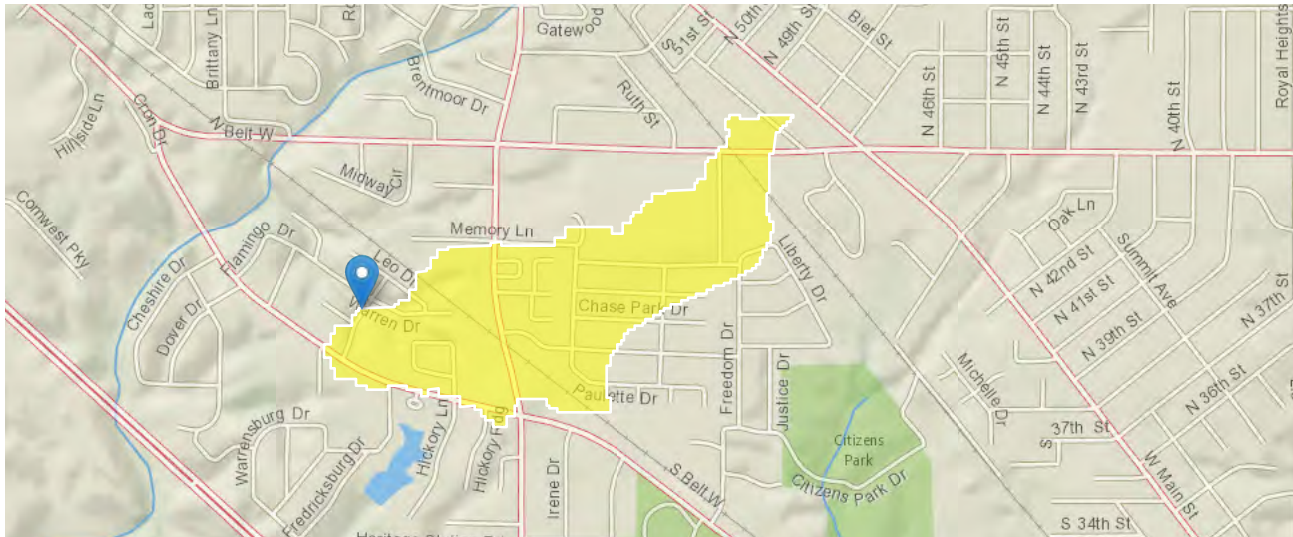 Gatewood
S 51st St
N 50th
N 49th St
Bier St
N 45th St
N 44th St
N 43rd St
N 46th St
N 40th St
Royal Heights
Brittany Ln
Brentmoor Dr
Ruth St
Hillside Ln
Cron Dr
N Belt W
Midway Cir
Cornwest Pky
Memory Ln
Oak Ln
Flamingo Dr
Leo Dr
Liberty Dr
N 42nd St
Summit Ave
Cheshire Dr
Dover Dr
Warren Dr
Chase Park Dr
N 41st St
N 39th St
N 37th St
Freedom Dr
Justice Dr
Michelle Dr
N 36th St
Paulette Dr
Warrensburg Dr
Fredricksburg Dr
Hickory Ln
Hickory Rdg
Irene Dr
S Belt W
Citizens
Park
Citizens Park Dr
S 37th St
W Main St
S 34th St